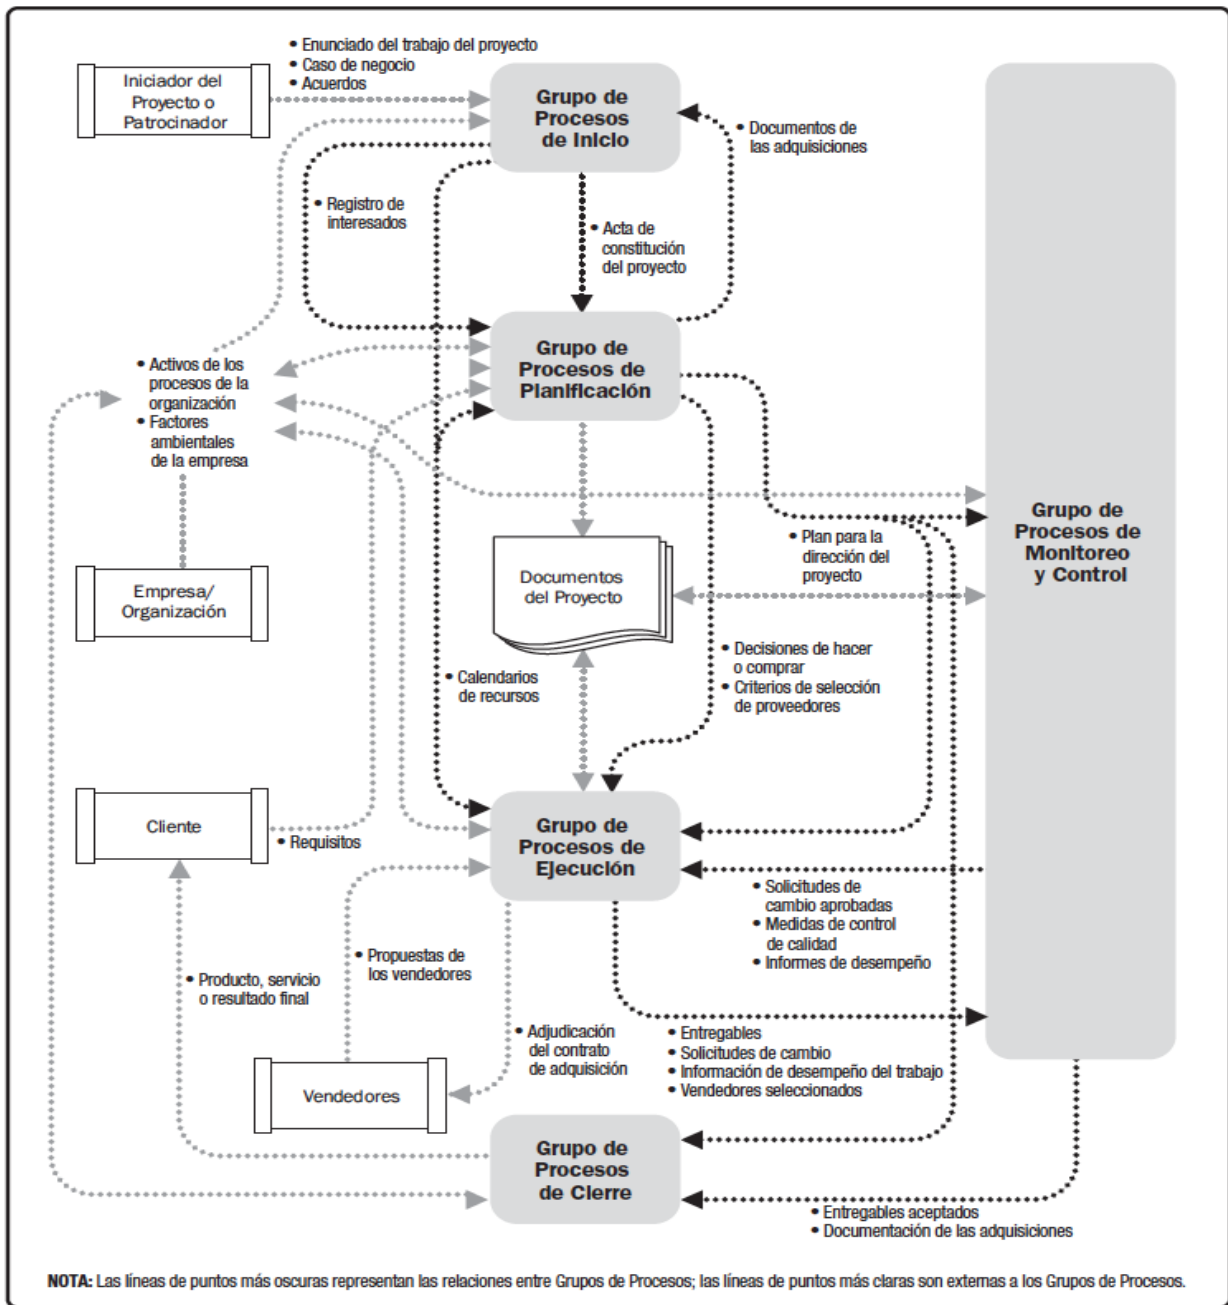 • Enunciado del trabajo del proyecto
• Caso de negocio
• Acuerdos
Iniciador del
Proyecto o
Patrocinador
Grupo de
Procesos
de Inicio
• Documentos de
las adquisiciones
• Registro de
interesados
• Acta de
constitución
del proyecto
Grupo de
Procesos de
Planificación
• Activos de los
procesos de la
organización
• Factores
ambientales
de la empresa
Grupo de
Procesos de
Monitoreo
y Control
• Plan para la
dirección del
proyecto
Empresa/
Organización
Documentos
del Proyecto
• Calendarios
de recursos
• Decisiones de hacer
o comprar
• Criterios de selección
de proveedores
Cliente
• Requisitos
Grupo de
Procesos de
Ejecución
• Solicitudes de
cambio aprobadas
• Medidas de control
de calidad
• Informes de desempeño
• Propuestas de
los vendedores
• Producto, servicio
o resultado final
• Adjudicación
del contrato
de adquisición
• Entregables
• Solicitudes de cambio
• Información de desempeño del trabajo
• Vendedores seleccionados
Vendedores
Grupo de
Procesos
de Cierre
• Entregables aceptados
• Documentación de las adquisiciones
NOTA: Las líneas de puntos más oscuras representan las relaciones entre Grupos de Procesos; las líneas de puntos más claras son externas a los Grupos de Procesos.